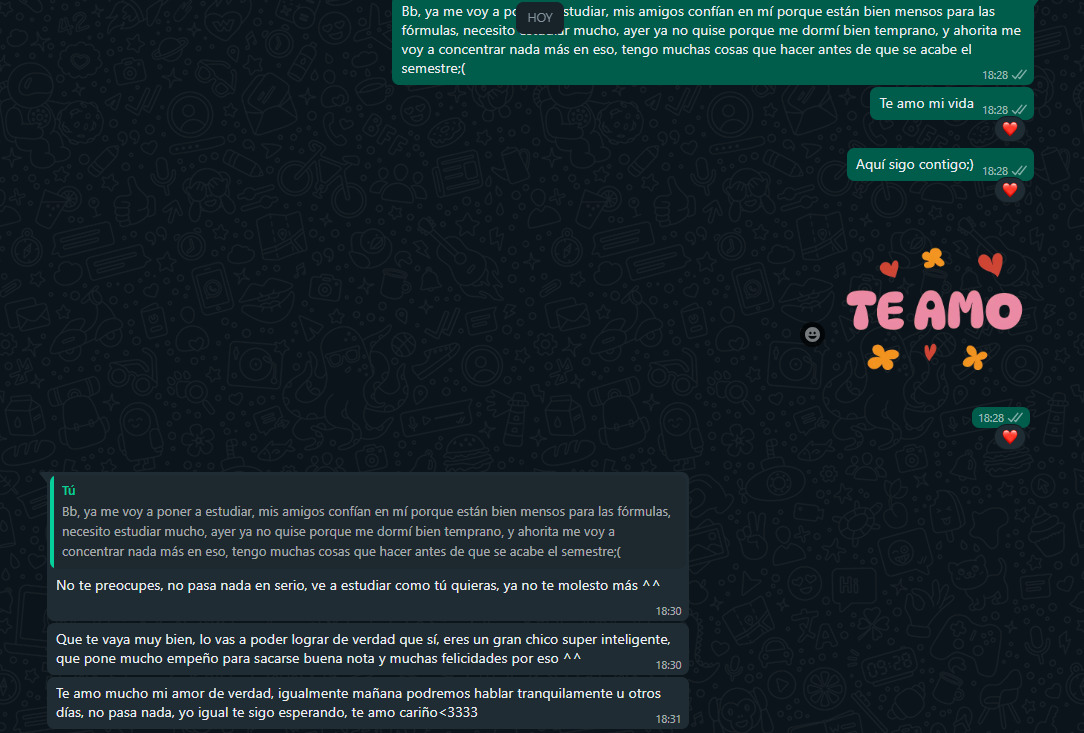 HOY
Bb, ya me voy a studiar, mis amigos confían en mí porque están bien mensos para las
fórmulas, necesito estudiar mucho, ayer ya no quise porque me dormí bien temprano, y ahorita me
voy a concentrar nada más en eso, tengo muchas cosas que hacer antes de que se acabe el
semestre;(
18:28
Te amo mi vida
18:28
Aquí sigo contigo;)
18:28
TE AMO
18:28
Tú
Bb, ya me voy a poner a estudiar, mis amigos confían en mí porque están bien mensos para las fórmulas,
necesito estudiar mucho, ayer ya no quise porque me dormí bien temprano, y ahorita me voy a
concentrar nada más en eso, tengo muchas cosas que hacer antes de que se acabe el semestre;(
No te preocupes, no pasa nada en serio, ve a estudiar como tú quieras, ya no te molesto más ^^
18:30
Que te vaya muy bien, lo vas a poder lograr de verdad que sí, eres un gran chico super inteligente,
que pone mucho empeño para sacarse buena nota y muchas felicidades por eso ^^
18:30
Te amo mucho mi amor de verdad, igualmente mañana podremos hablar tranquilamente u otros
días, no pasa nada, yo igual te sigo esperando, te amo cariño<3333
18:31